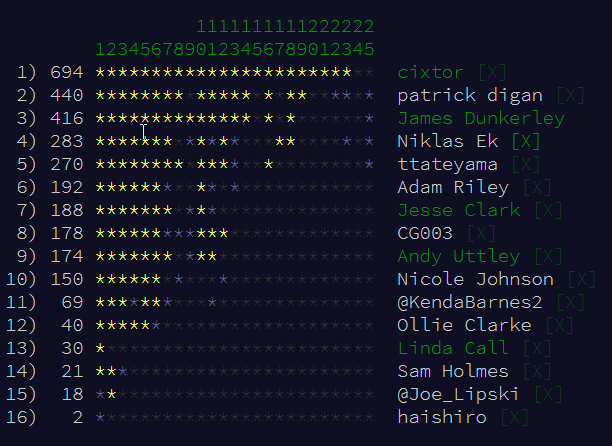 1111111111222222
1234567890123456789012345
1) 694 ************************* cixtor [X]
2) 440 ************************* patrick digan [X]
3) 416 ************************* James Dunkerley
4) 283 ************************* Niklas Ek [X]
5) 270 ************************* ttateyama [X]
6) 192 ************************* Adam Riley [X]
7) 188 ************************* Jesse Clark [X]
8) 178 ************************* CG003 [X]
9) 174 ************************* Andy Uttley [X]
10) 150 ************************* Nicole Johnson [X]
11) 69 ************************* @KendaBarnes2 [X]
12) 40 ************************* Ollie Clarke [X]
13) 30 ************************* Linda Call [X]
14) 21 ************************* Sam Holmes [X]
15) 18 ************************* @Joe_Lipski [X]
16) 2 ************************* haishiro [X]